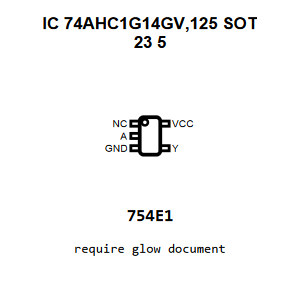 IC 74AHC1G14GV,125 SOT
23 5
NC VCC
A
GND Y
754E1
require glow document